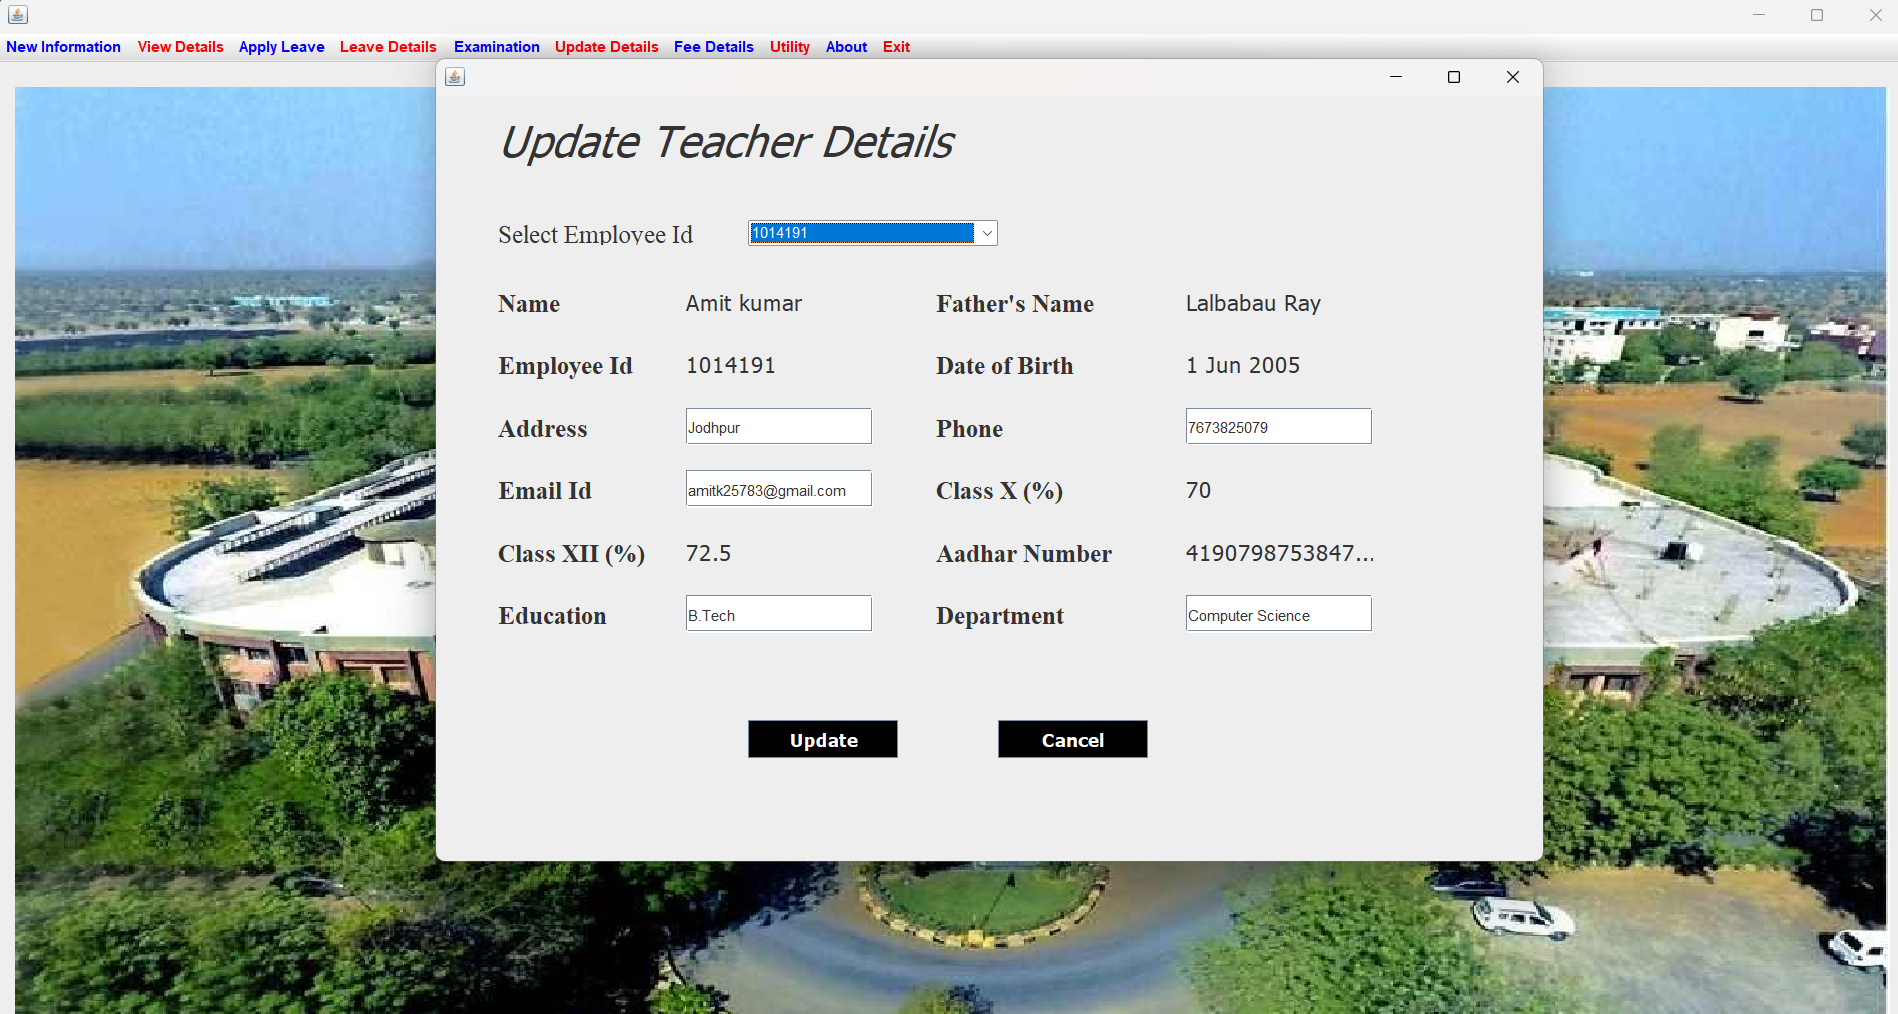 New Information View Details Apply Leave Leave Details Examination Update Details Fee Details Utility About Exit
Update Teacher Details
Select Employee Id 1014191
Name Amit kumar Father's Name Lalbabau Ray
Employee Id 1014191 Date of Birth 1 Jun 2005
Address Jodhpur Phone 7673825079
Email Id amitk25783@gmail.com Class X (%) 70
Class XII (%) 72.5 Aadhar Number 4190798753847...
Education B.Tech Department Computer Science
Update Cancel